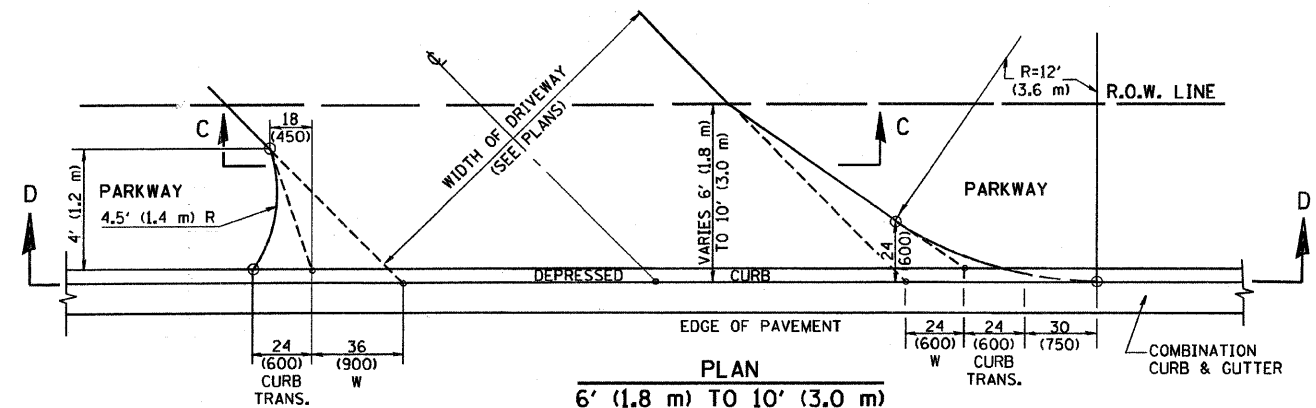 R=12'
(3.6 m)
R.O.W. LINE
℄
WIDTH OF DRIVEWAY
(SEE PLANS)
C
18
(450)
C
D
4' (1.2 m)
PARKWAY
4.5' (1.4 m) R
VARIES 6' (1.8 m)
TO 10' (3.0 m)
PARKWAY
24
(600)
D
DEPRESSED CURB
EDGE OF PAVEMENT
24
(600)
CURB
TRANS.
36
(900)
W
24
(600)
W
24
(600)
CURB
TRANS.
30
(750)
COMBINATION
CURB & GUTTER
PLAN
6' (1.8 m) TO 10' (3.0 m)